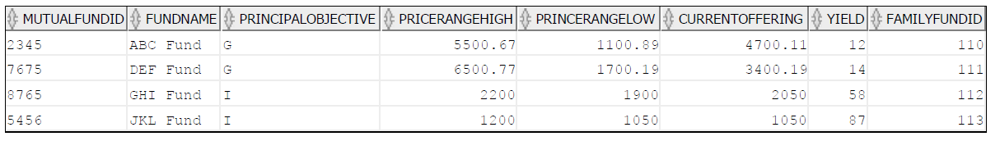 MUTUALFUNDID FUNDNAME PRINCIPALOBJECTIVE PRICERANGEHIGH PRINCERANGELOW CURRENTOFFERING YIELD FAMILYFUNDID
2345 ABC Fund G 5500.67 1100.89 4700.11 12 110
7675 DEF Fund G 6500.77 1700.19 3400.19 14 111
8765 GHI Fund I 2200 1900 2050 58 112
5456 JKL Fund I 1200 1050 1050 87 113